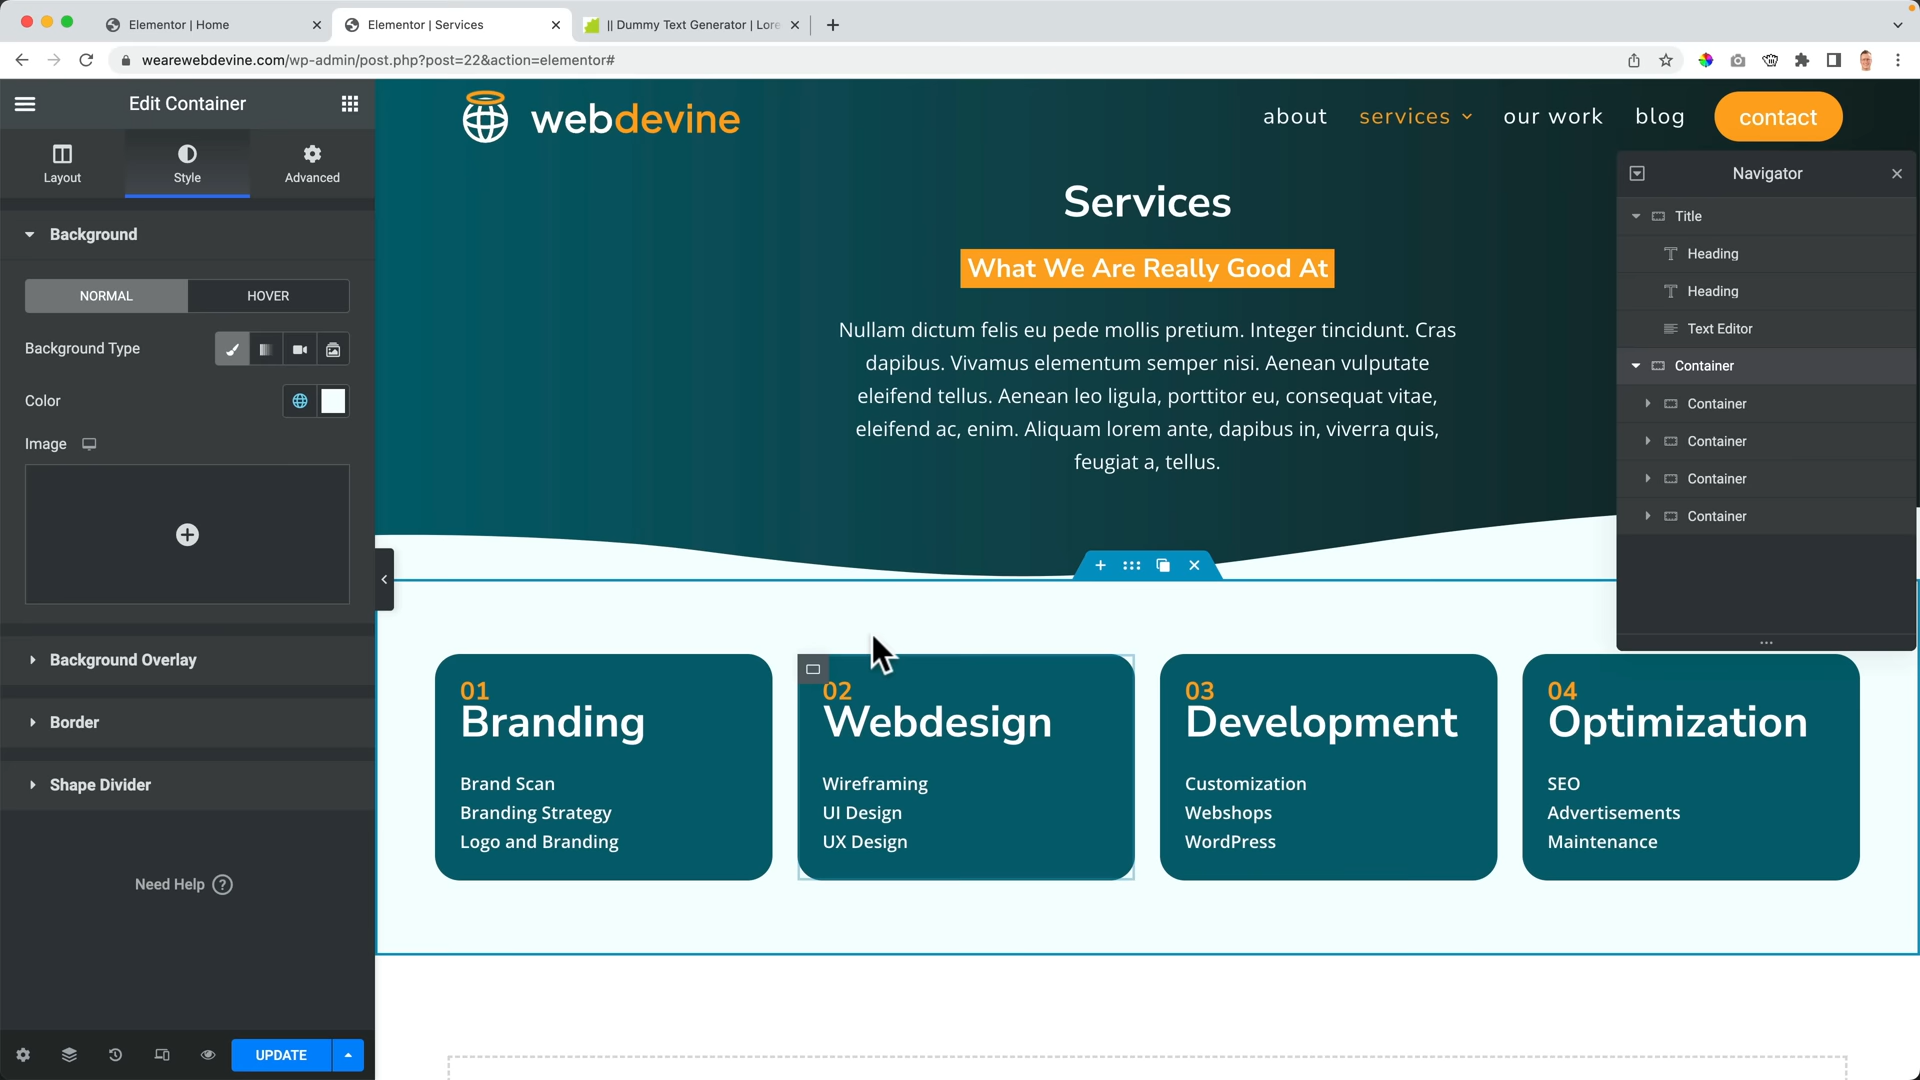 Elementor | Home
Elementor | Services
|| Dummy Text Generator | Lore
wearewebdevine.com/wp-admin/post.php?post=22&action=elementor#
Edit Container
Layout
Style
Advanced
Background
NORMAL
HOVER
Background Type
Color
Image
Background Overlay
Border
Shape Divider
Need Help ?
UPDATE
webdevine
about
services
our work
blog
contact
Services
What We Are Really Good At
Nullam dictum felis eu pede mollis pretium. Integer tincidunt. Cras
dapibus. Vivamus elementum semper nisi. Aenean vulputate
eleifend tellus. Aenean leo ligula, porttitor eu, consequat vitae,
eleifend ac, enim. Aliquam lorem ante, dapibus in, viverra quis,
feugiat a, tellus.
Navigator
Title
Heading
Heading
Text Editor
Container
Container
Container
Container
Container
01
Branding
Brand Scan
Branding Strategy
Logo and Branding
02
Webdesign
Wireframing
UI Design
UX Design
03
Development
Customization
Webshops
WordPress
04
Optimization
SEO
Advertisements
Maintenance